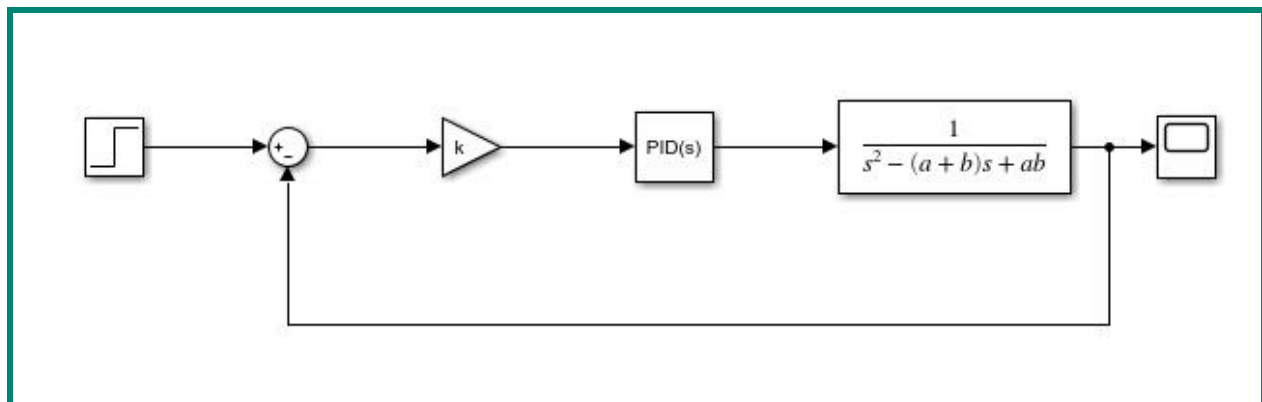 +
-
k
PID(s)
1
s² − (a + b)s + ab